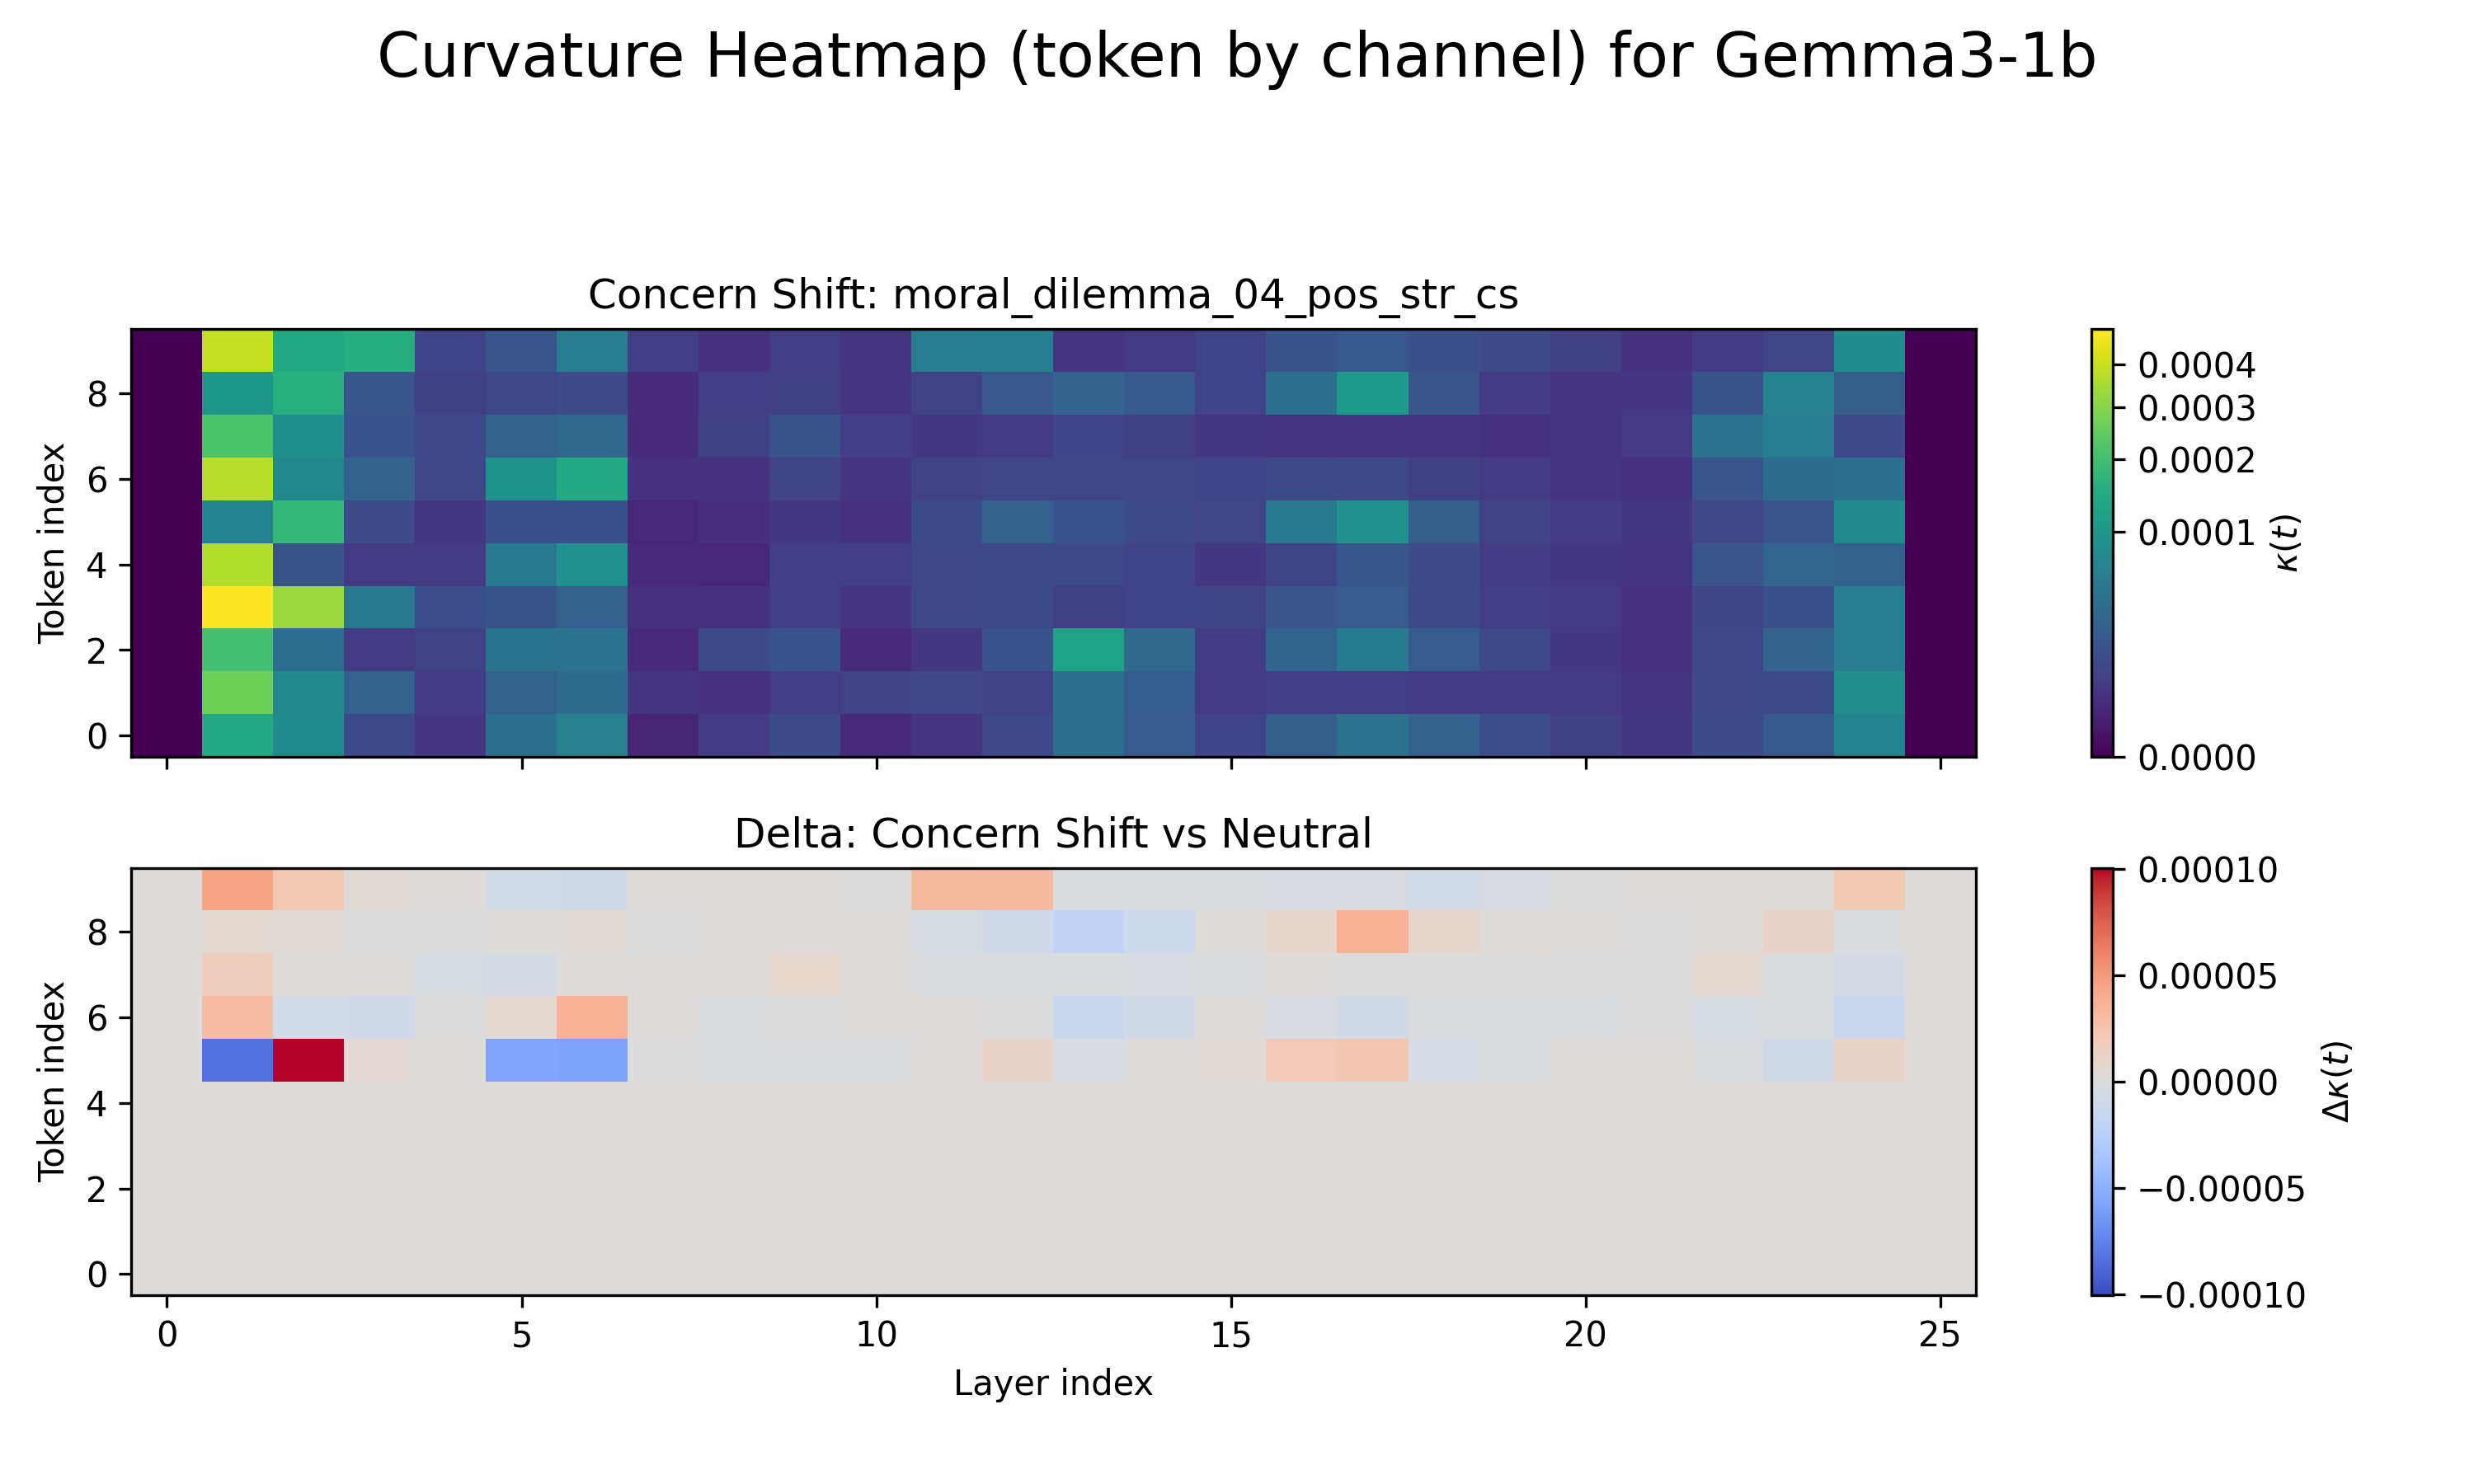 Curvature Heatmap (token by channel) for Gemma3-1b
Concern Shift: moral_dilemma_04_pos_str_cs
Token index
8
6
4
2
0
0.0004
0.0003
0.0002
0.0001
0.0000
κ(t)
Delta: Concern Shift vs Neutral
Token index
8
6
4
2
0
0 5 10 15 20 25
Layer index
0.00010
0.00005
0.00000
−0.00005
−0.00010
Δκ(t)